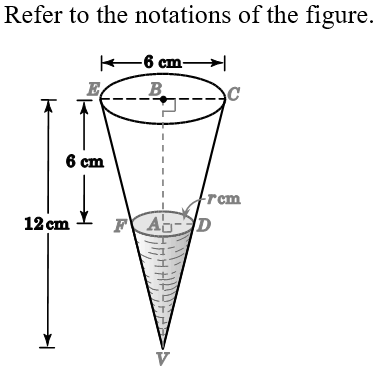 Refer to the notations of the figure.
6 cm
E B C
6 cm
r cm
12 cm F A D
V